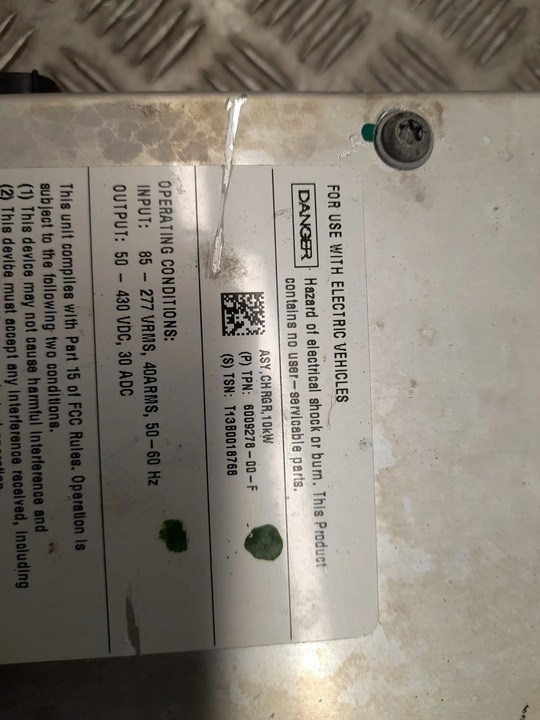 FOR USE WITH ELECTRIC VEHICLES
DANGER Hazard of electrical shock or burn. This Product
contains no user-servicable parts.
ASY,CHRGR,10kW
(P) TPN: 6009278-00-F
(S) TSN: T13B0018768
OPERATING CONDITIONS:
INPUT: 85 - 277 VRMS, 40ARMS, 50-60 Hz
OUTPUT: 50 - 430 VDC, 30 ADC
This unit complies with Part 15 of FCC Rules. Operation is
subject to the following two conditions.
(1) This device may not cause harmful interference and
(2) This device must accept any interference received, including